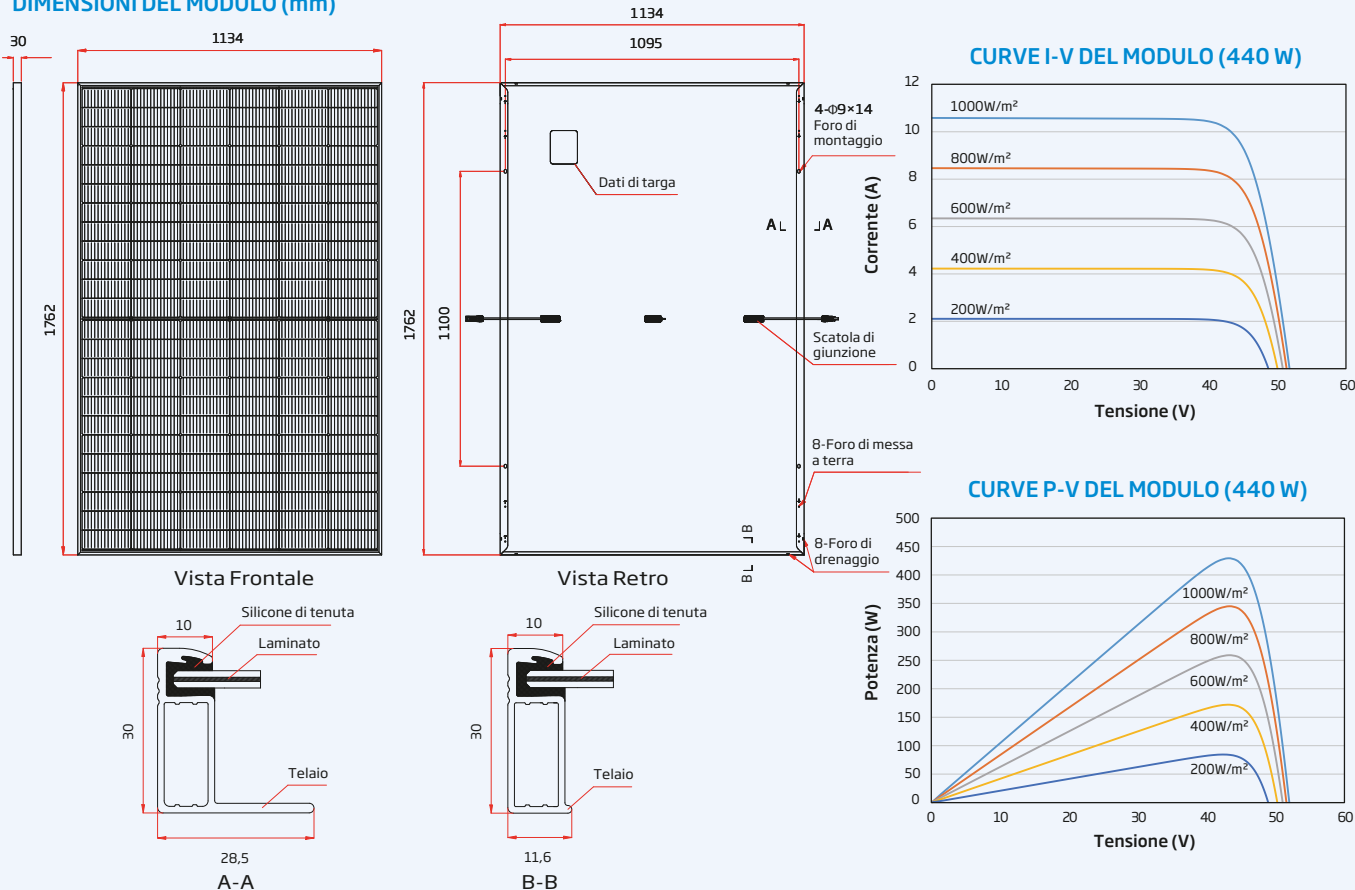 DIMENSIONI DEL MODULO (mm)
30
1134
1762
Vista Frontale
1134
1095
1762
1100
4-Φ9×14
Foro di
montaggio
Dati di targa
A
A
Scatola di
giunzione
8-Foro di messa
a terra
B
B
8-Foro di
drenaggio
Vista Retro
10
Silicone di tenuta
Laminato
30
Telaio
28,5
A-A
10
Silicone di tenuta
Laminato
30
Telaio
11,6
B-B
CURVE I-V DEL MODULO (440 W)
Corrente (A)
12
10
8
6
4
2
0
1000W/m²
800W/m²
600W/m²
400W/m²
200W/m²
0 10 20 30 40 50 60
Tensione (V)
CURVE P-V DEL MODULO (440 W)
Potenza (W)
500
450
400
350
300
250
200
150
100
50
0
1000W/m²
800W/m²
600W/m²
400W/m²
200W/m²
0 10 20 30 40 50 60
Tensione (V)